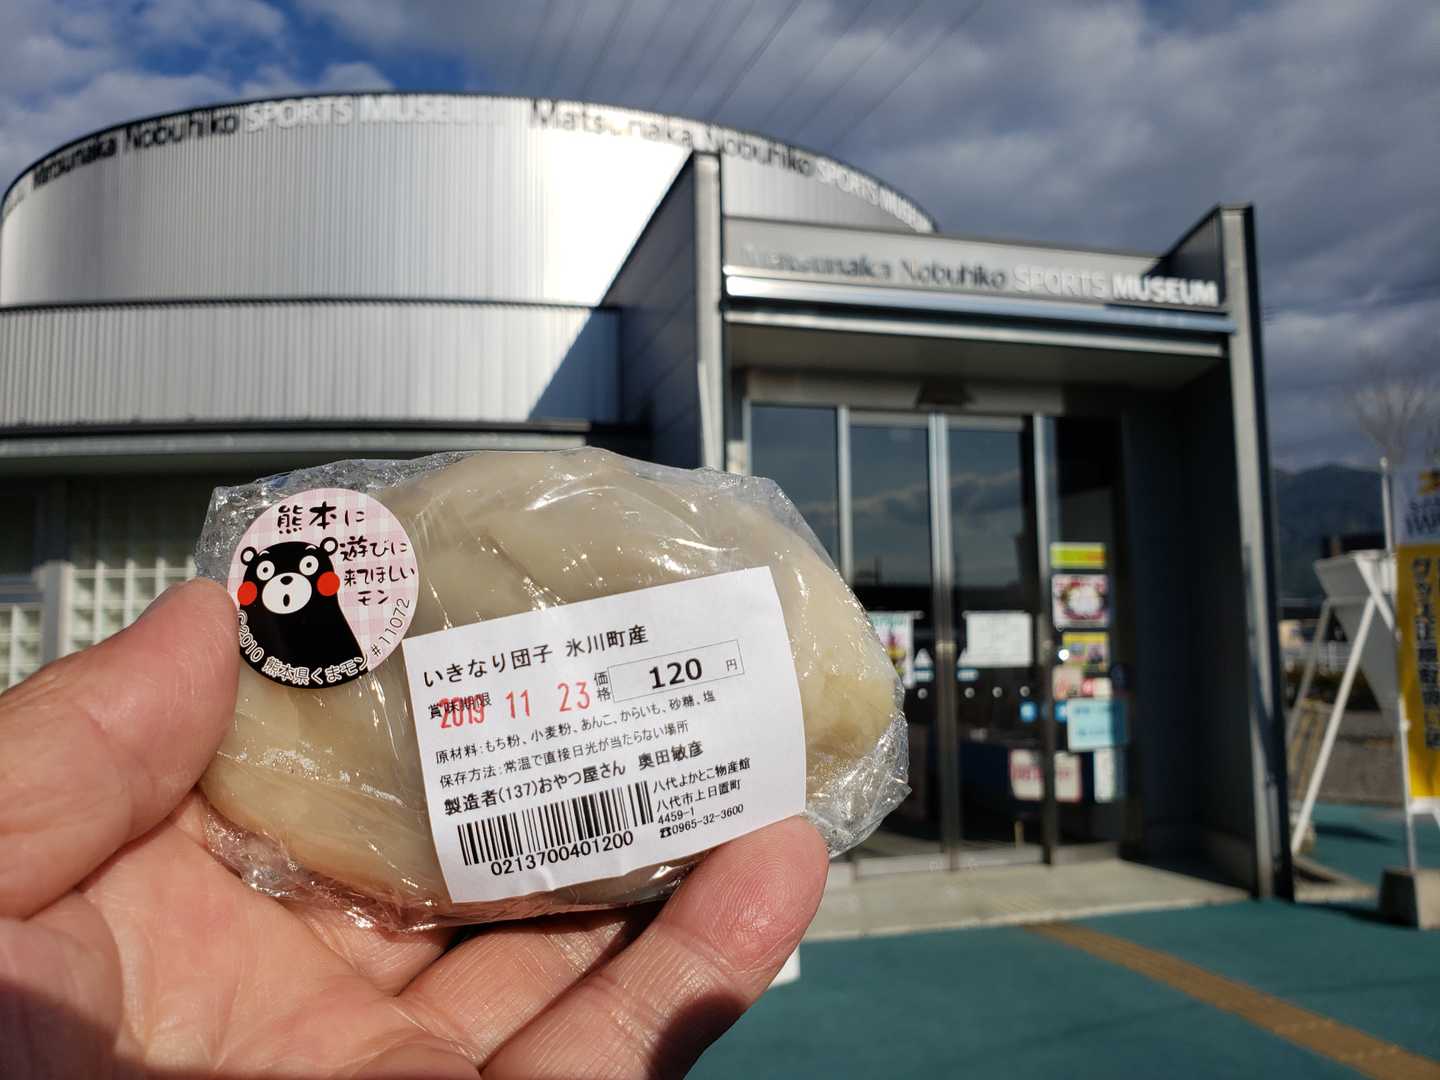 Matsunaka Nobuhiko SPORTS MUSEUM
Matsunaka Nobuhiko SPORTS MUSEUM
Matsunaka Nobuhiko SPORTS MUSEUM
熊本に
遊びに
来てほしい
モン
©2010 熊本県くまモン #11072
いきなり団子 氷川町産
賞味期限 2019 11 23 価格 120 円
原材料:もち粉、小麦粉、あんこ、からいも、砂糖、塩
保存方法:常温で直接日光が当たらない場所
製造者(137)おやつ屋さん 奥田敏彦
八代よかとこ物産館
八代市上日置町
4459-1
☎0965-32-3600
0213700401200